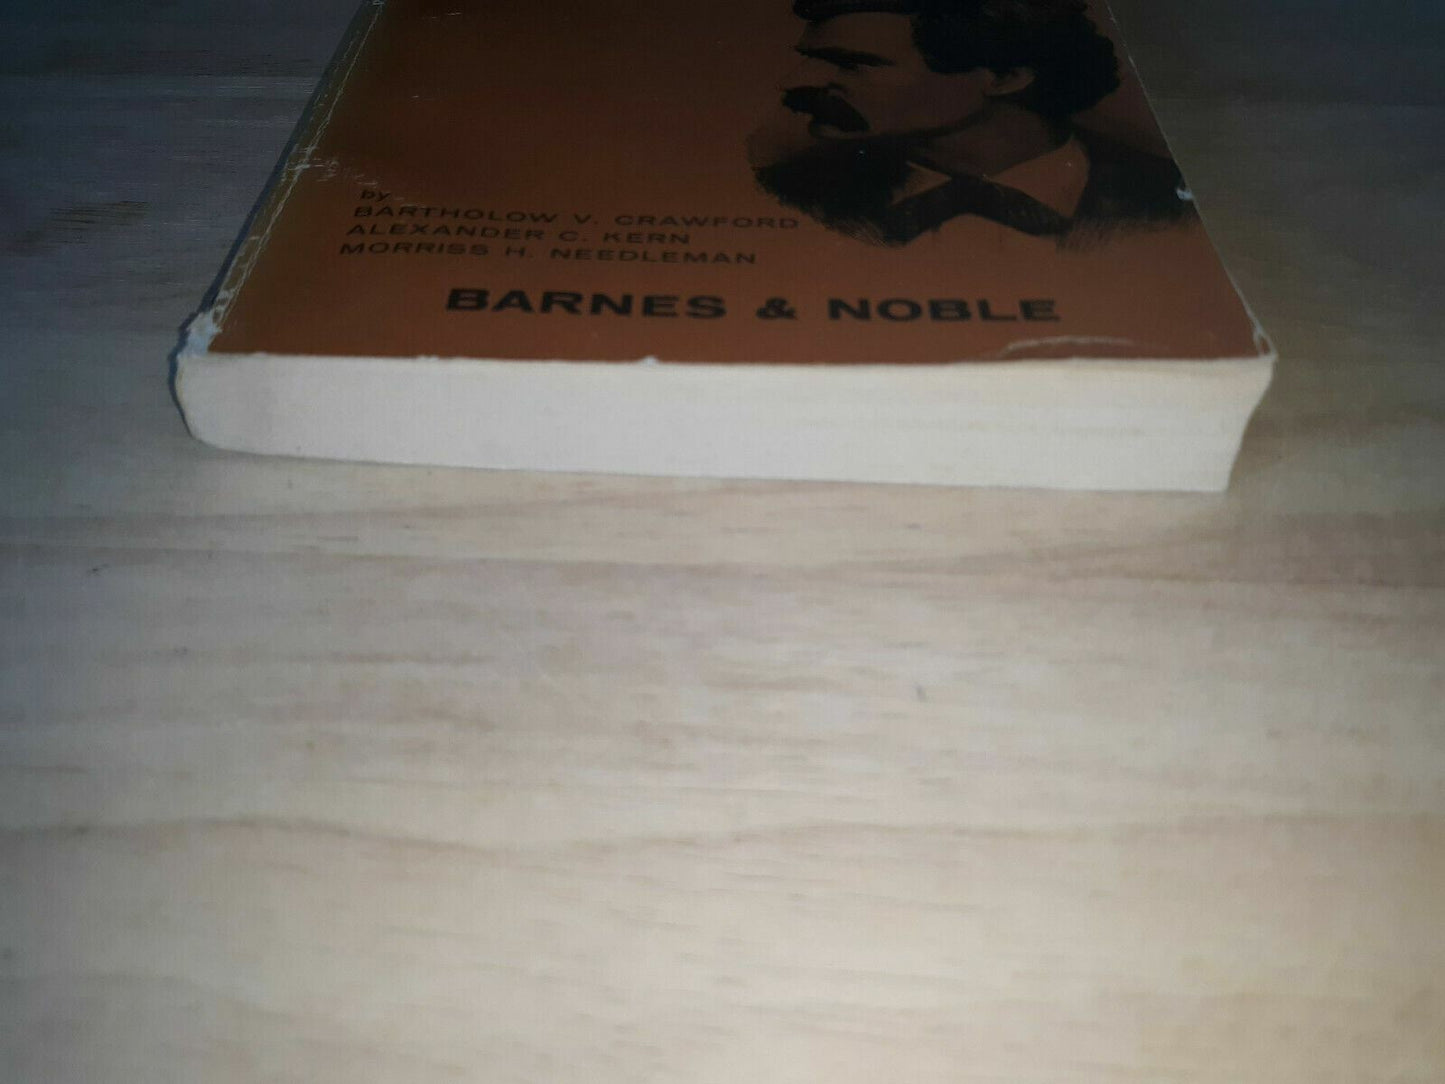 by
BARTHOLOW V. CRAWFORD
ALEXANDER C. KERN
MORRISS H. NEEDLEMAN
BARNES & NOBLE